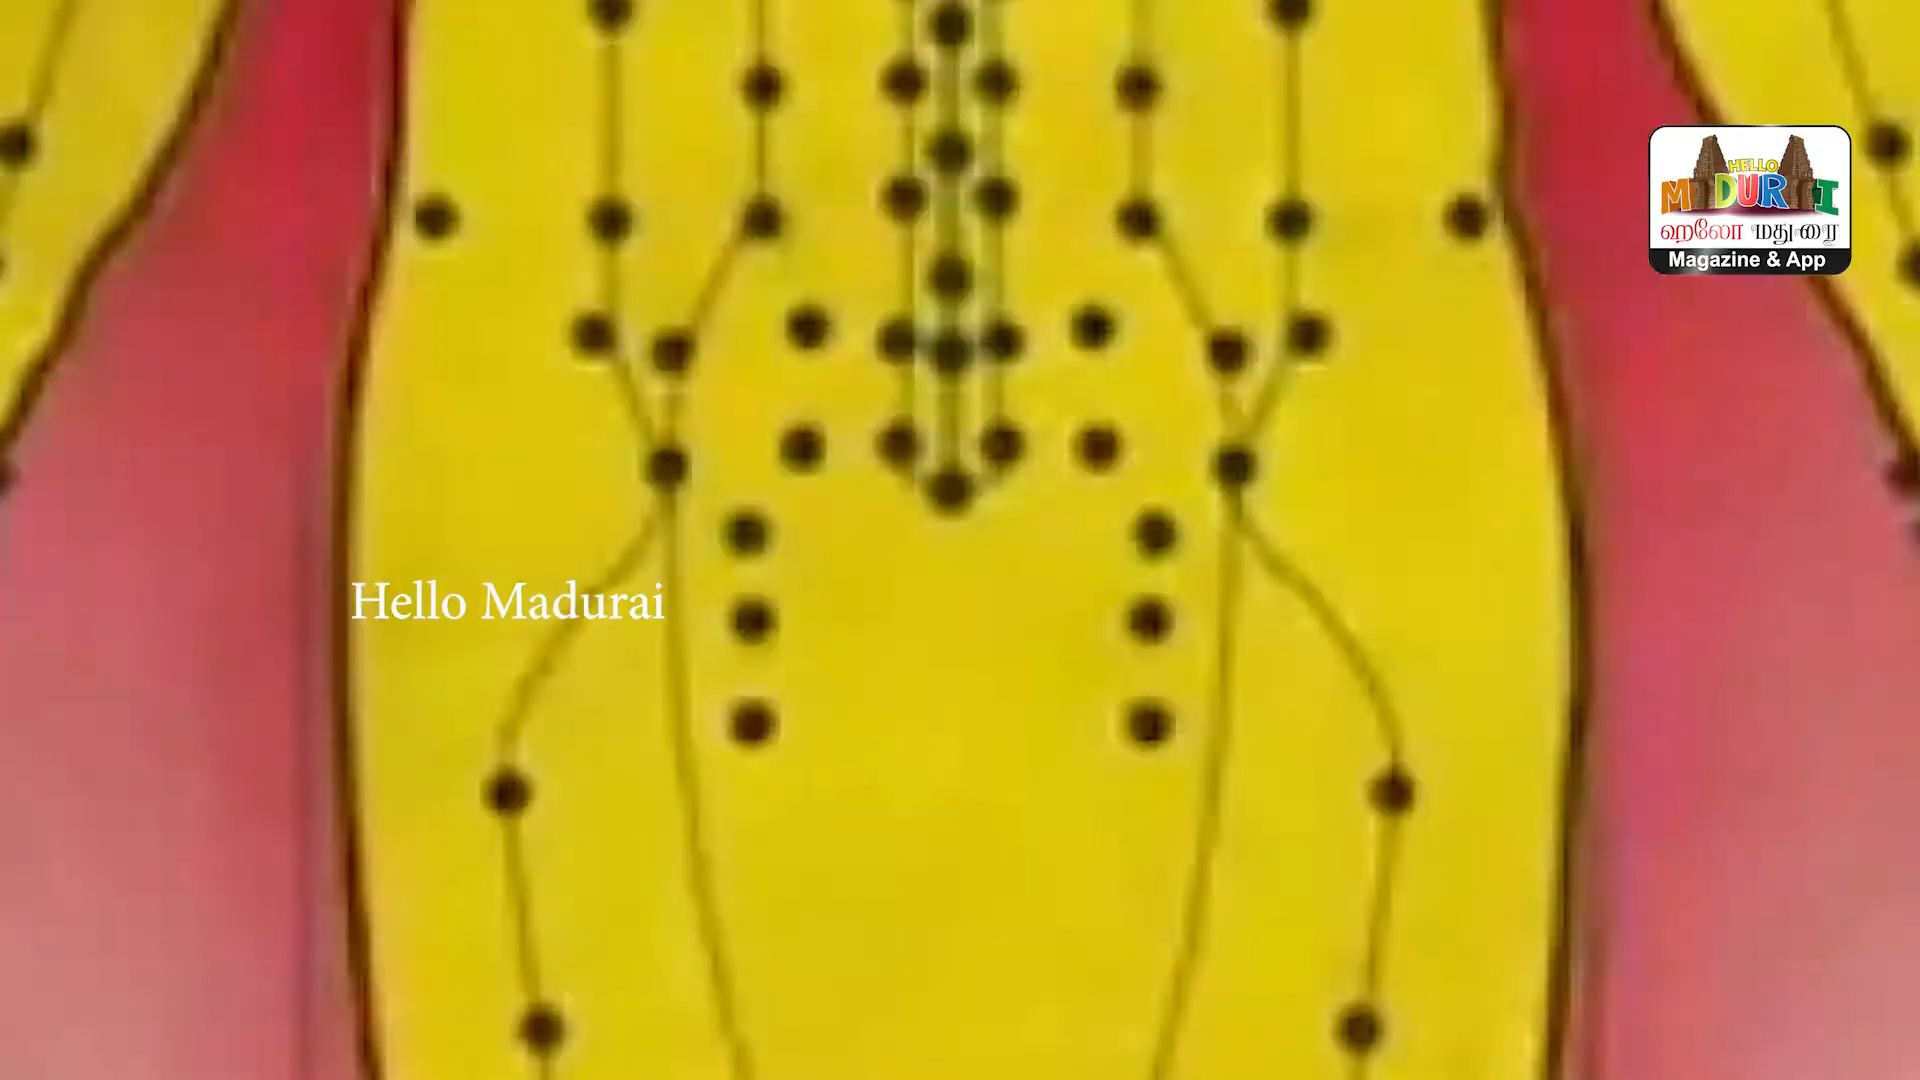 HELLO
MADURAI
ஹலோ மதுரை
Magazine & App
Hello Madurai